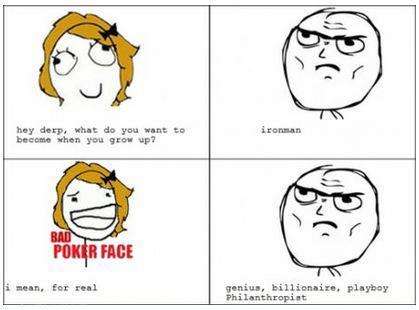 hey derp, what do you want to
become when you grow up?
ironman
BAD
POKER FACE
i mean, for real
genius, billionaire, playboy
Philanthropist